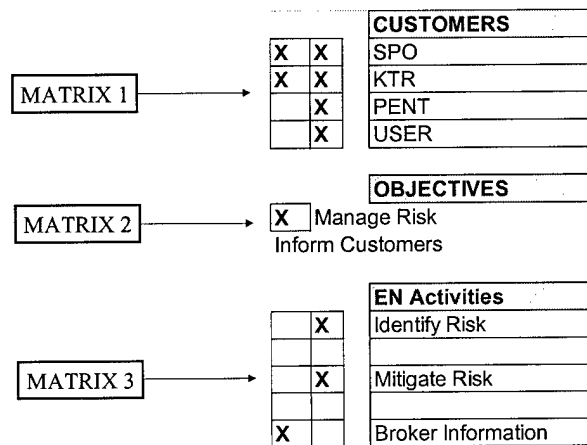 CUSTOMERS
X X SPO
MATRIX 1 X X KTR
X PENT
X USER
OBJECTIVES
MATRIX 2 X Manage Risk
Inform Customers
EN Activities
X Identify Risk
MATRIX 3 X Mitigate Risk
X Broker Information